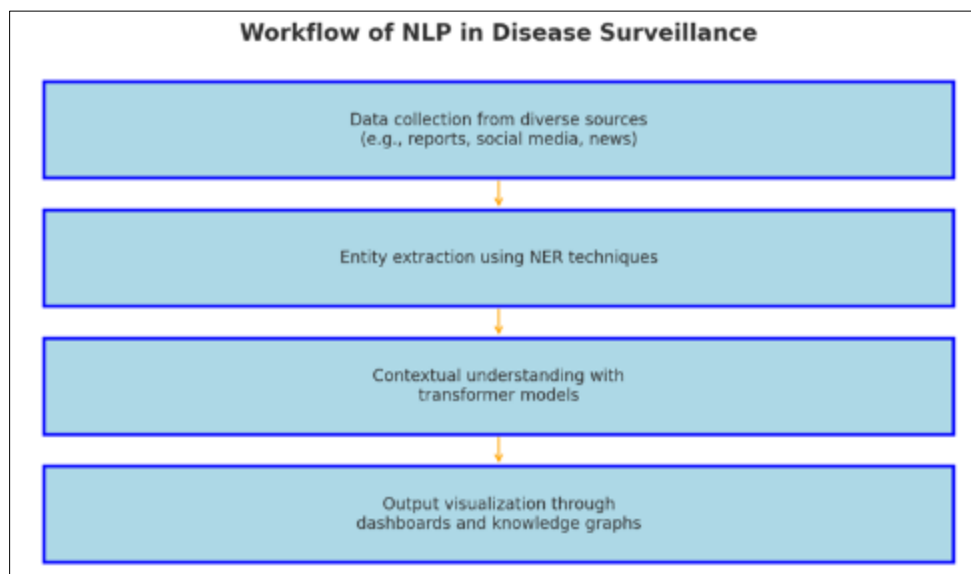 Workflow of NLP in Disease Surveillance
Data collection from diverse sources
(e.g., reports, social media, news)
Entity extraction using NER techniques
Contextual understanding with
transformer models
Output visualization through
dashboards and knowledge graphs